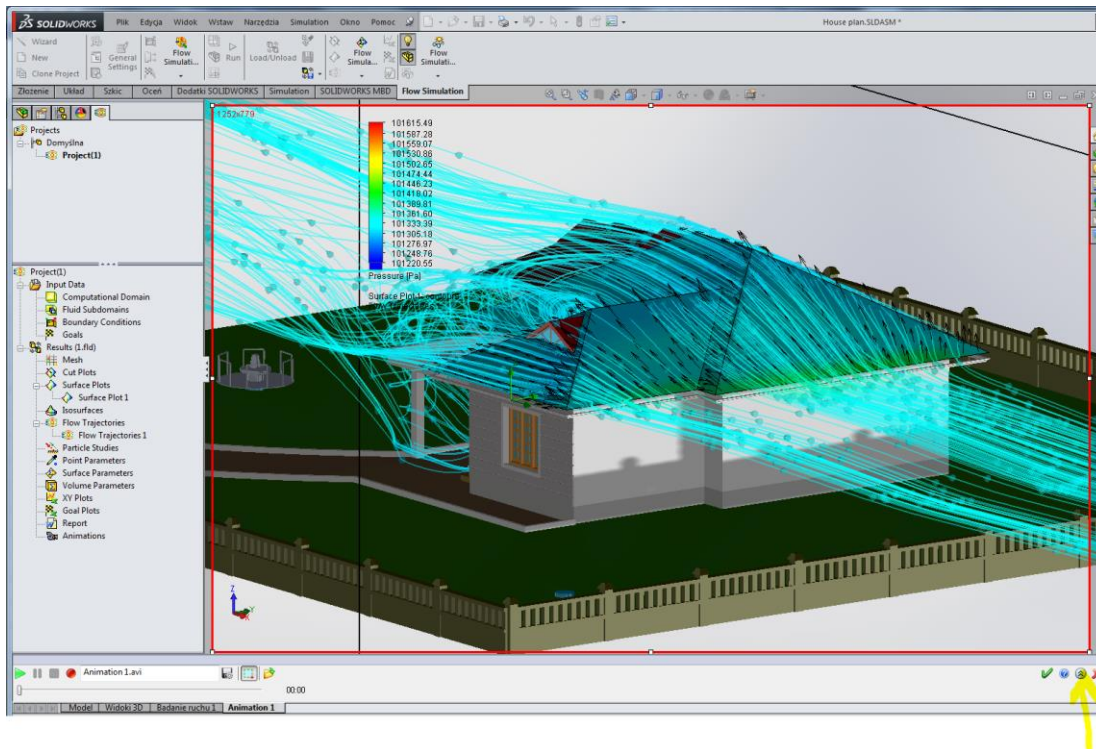 SOLIDWORKS Plik Edycja Widok Wstaw Narzędzia Simulation Okno Pomoc House plan.SLDASM *
Wizard
New
Clone Project
General Settings
Flow Simulati...
Run
Load/Unload
Flow Simula...
Flow Simulati...
Złożenie Układ Szkic Oceń Dodatki SOLIDWORKS Simulation SOLIDWORKS MBD Flow Simulation
1252x779
Projects
Domyślna
Project(1)
101615.49
101587.28
101559.07
101530.86
101502.65
101474.44
101446.23
101418.02
101389.81
101361.60
101333.39
101305.18
101276.97
101248.76
101220.55
Pressure [Pa]
Surface Plot 1: contours
Project(1)
Input Data
Computational Domain
Fluid Subdomains
Boundary Conditions
Goals
Results (1.fld)
Mesh
Cut Plots
Surface Plots
Surface Plot 1
Isosurfaces
Flow Trajectories
Flow Trajectories 1
Particle Studies
Point Parameters
Surface Parameters
Volume Parameters
XY Plots
Goal Plots
Report
Animations
Z
Y
X
Animation 1.avi
00:00
Model Widoki 3D Badanie ruchu 1 Animation 1